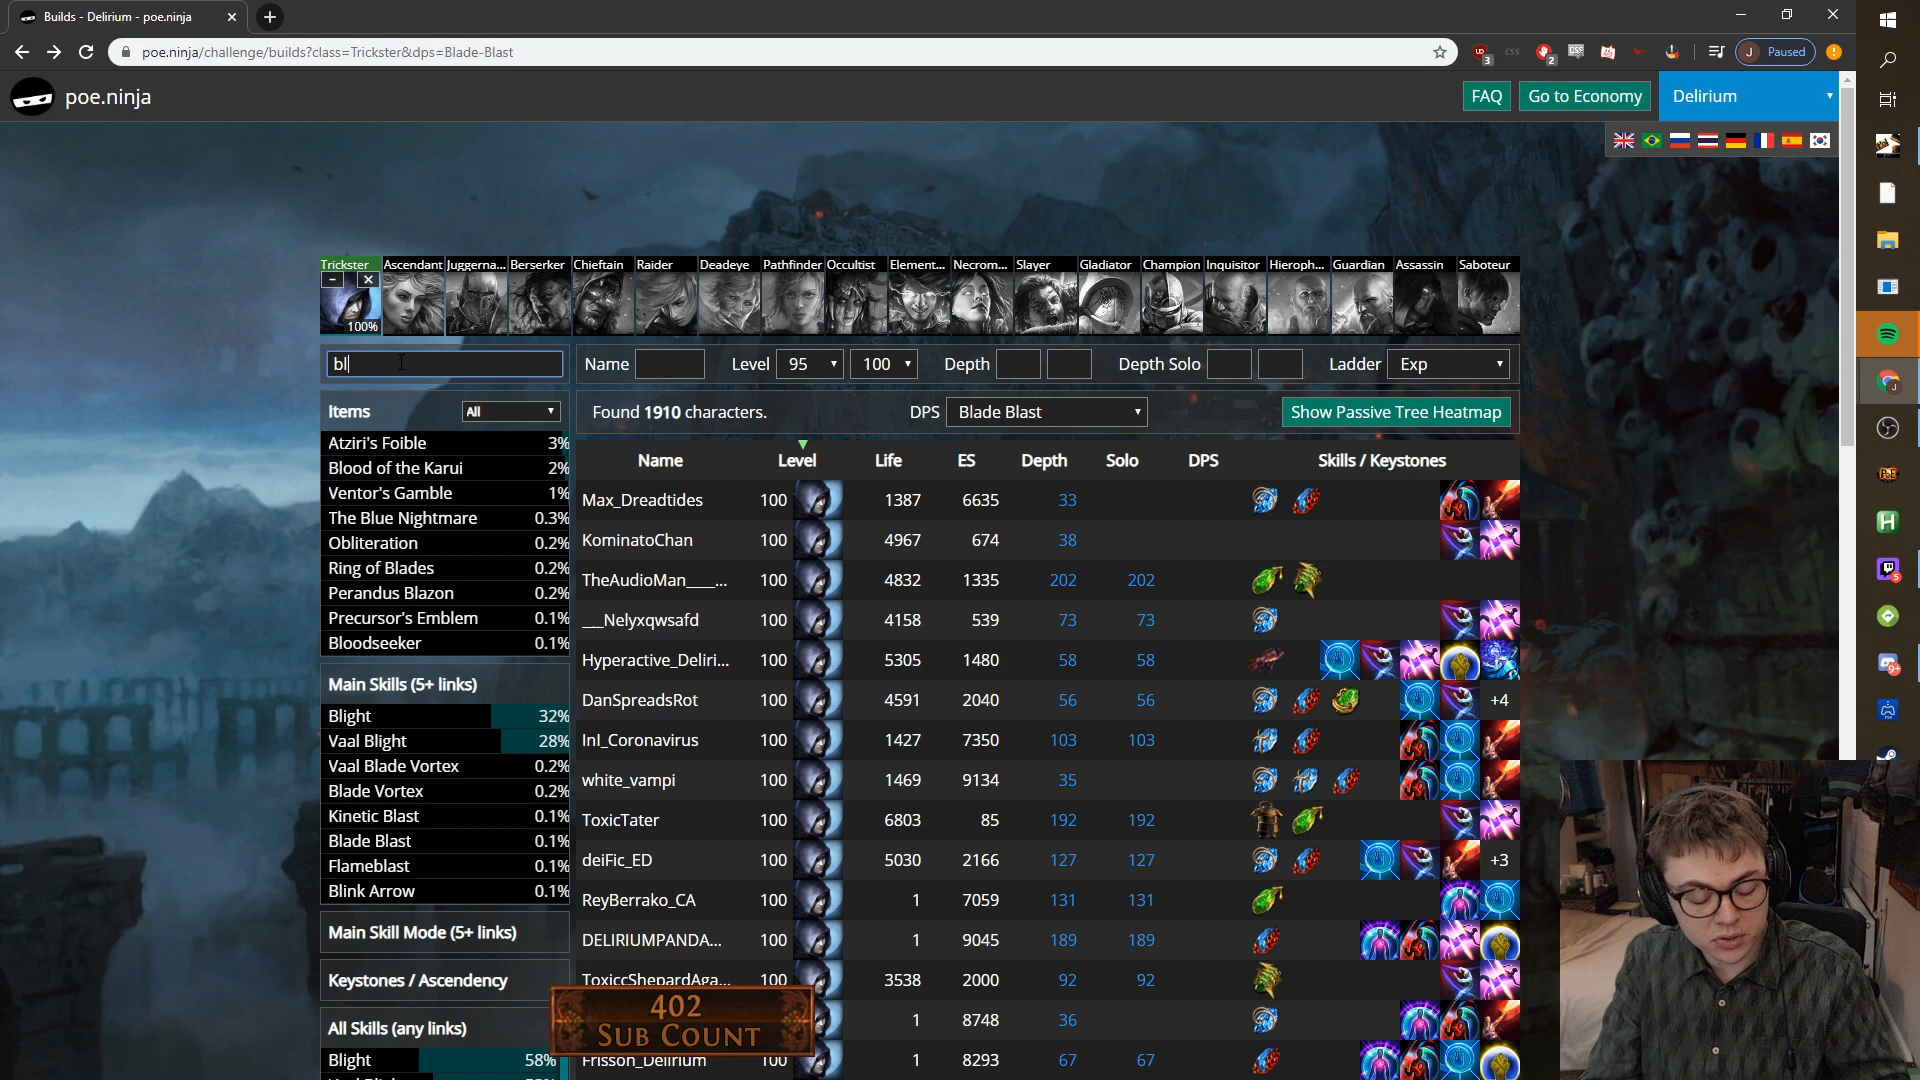 Builds - Delirium - poe.ninja
poe.ninja/challenge/builds?class=Trickster&dps=Blade-Blast
J Paused
poe.ninja
FAQ
Go to Economy
Delirium
Trickster Ascendant Juggerna... Berserker Chieftain Raider Deadeye Pathfinder Occultist Element... Necrom... Slayer Gladiator Champion Inquisitor Hieroph... Guardian Assassin Saboteur
100%
bl
Name Level 95 100 Depth Depth Solo Ladder Exp
Items All
Found 1910 characters. DPS Blade Blast Show Passive Tree Heatmap
Atziri's Foible 3%
Blood of the Karui 2%
Ventor's Gamble 1%
The Blue Nightmare 0.3%
Obliteration 0.2%
Ring of Blades 0.2%
Perandus Blazon 0.2%
Precursor's Emblem 0.1%
Bloodseeker 0.1%
Main Skills (5+ links)
Blight 32%
Vaal Blight 28%
Vaal Blade Vortex 0.2%
Blade Vortex 0.2%
Kinetic Blast 0.1%
Blade Blast 0.1%
Flameblast 0.1%
Blink Arrow 0.1%
Main Skill Mode (5+ links)
Keystones / Ascendency
All Skills (any links)
Blight 58%
Name Level Life ES Depth Solo DPS Skills / Keystones
Max_Dreadtides 100 1387 6635 33
KominatoChan 100 4967 674 38
TheAudioMan____... 100 4832 1335 202 202
___Nelyxqwsafd 100 4158 539 73 73
Hyperactive_Deliri... 100 5305 1480 58 58
DanSpreadsRot 100 4591 2040 56 56 +4
Inl_Coronavirus 100 1427 7350 103 103
white_vampi 100 1469 9134 35
ToxicTater 100 6803 85 192 192
deiFic_ED 100 5030 2166 127 127 +3
ReyBerrako_CA 100 1 7059 131 131
DELIRIUMPANDA... 100 1 9045 189 189
ToxiccShepardAga... 100 3538 2000 92 92
1 8748 36
Frisson_Delirium 100 1 8293 67 67
402
SUB COUNT